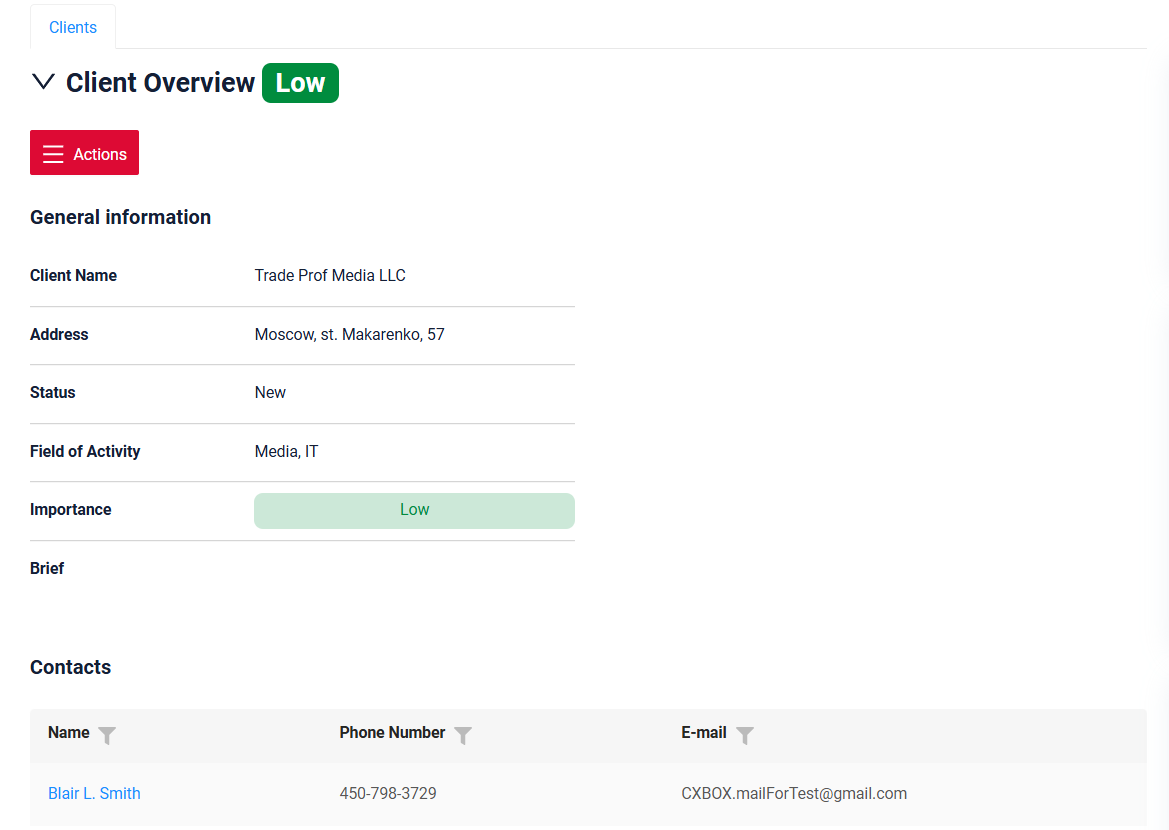 Clients
Client Overview Low
Actions
General information
Client Name Trade Prof Media LLC
Address Moscow, st. Makarenko, 57
Status New
Field of Activity Media, IT
Importance Low
Brief
Contacts
Name Phone Number E-mail
Blair L. Smith 450-798-3729 CXBOX.mailForTest@gmail.com